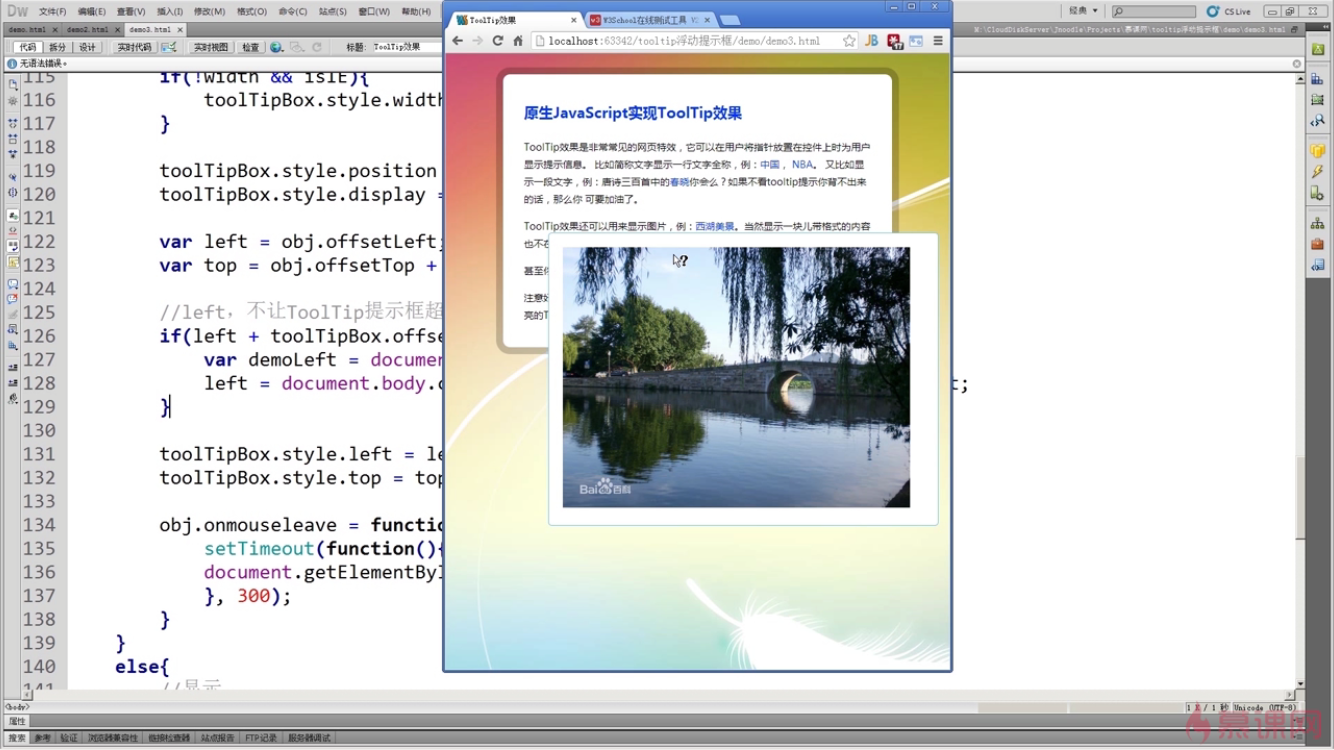 DW 文件(F) 编辑(E) 查看(V) 插入(I) 修改(M) 格式(O) 命令(C) 站点(S) 窗口(W) 帮助(H)
经典 CS Live
demo.html × demo2.html × demo3.html ×
代码 拆分 设计 实时代码 实时视图 检查 标题: ToolTip效果
无语法错误。
ToolTip效果 × W3School在线测试工具 V ×
localhost:63342/tooltip浮动提示框/demo/demo3.html
原生JavaScript实现ToolTip效果
ToolTip效果是非常常见的网页特效，它可以在用户将指针放置在控件上时为用户
显示提示信息。 比如简称文字显示一行文字全称，例：中国， NBA。 又比如显
示一段文字，例：唐诗三百首中的春晓你会么？如果不看tooltip提示你背不出来
的话，那么你 可要加油了。
ToolTip效果还可以用来显示图片，例：西湖美景。当然显示一块儿带格式的内容
也不在
甚至你
注意好
亮的T
Bai 百科
115 if(!width && isIE){
116 toolTipBox.style.width
117 }
118
119 toolTipBox.style.position
120 toolTipBox.style.display =
121
122 var left = obj.offsetLeft;
123 var top = obj.offsetTop +
124
125 //left，不让ToolTip提示框超
126 if(left + toolTipBox.offse
127 var demoLeft = documen
128 left = document.body.c t;
129 }
130
131 toolTipBox.style.left = le
132 toolTipBox.style.top = top
133
134 obj.onmouseleave = functio
135 setTimeout(function(){
136 document.getElementByI
137 }, 300);
138 }
139 }
140 else{
141 //显示
<body>
1 K / 1 秒 Unicode (UTF-8)
属性
搜索 参考 验证 浏览器兼容性 链接检查器 站点报告 FTP记录 服务器调试
慕课网